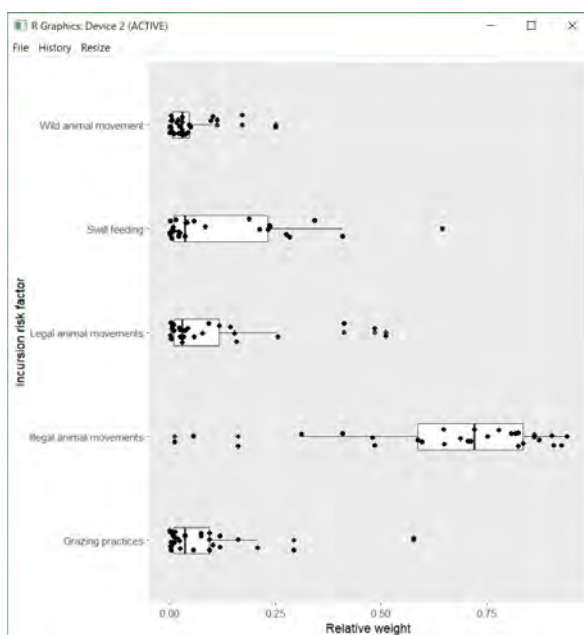 R Graphics: Device 2 (ACTIVE)
File History Resize
Wild animal movement
Swill feeding
Legal animal movements
Illegal animal movements
Grazing practices
Incursion risk factor
0.00 0.25 0.50 0.75
Relative weight